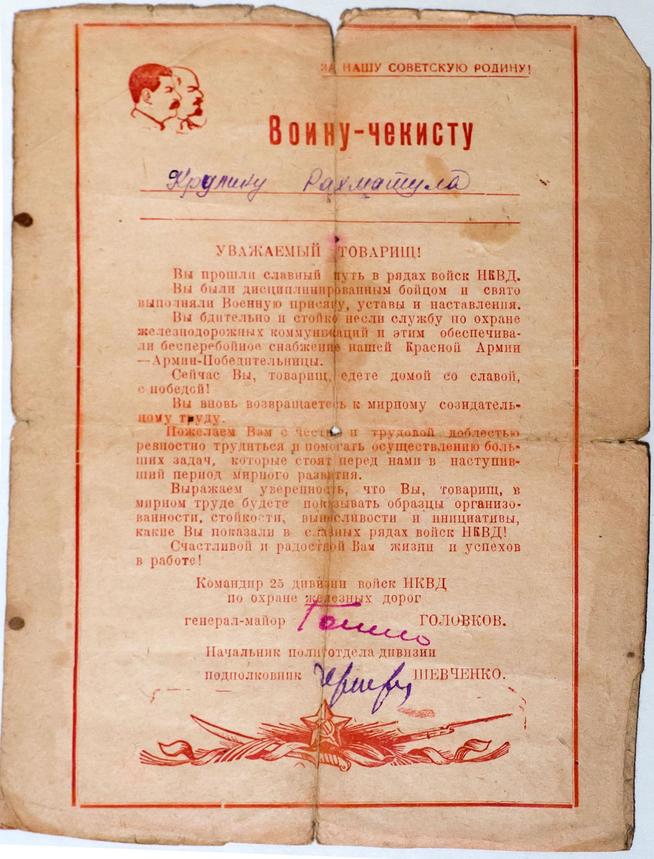 ЗА НАШУ СОВЕТСКУЮ РОДИНУ!
Воину-чекисту
Крупину Рахматула
УВАЖАЕМЫЙ ТОВАРИЩ!
Вы прошли славный путь в рядах войск НКВД.
Вы были дисциплинированным бойцом и свято
выполняли Военную присягу, уставы и наставления.
Вы бдительно и стойко несли службу по охране
железнодорожных коммуникаций и этим обеспечива-
ли бесперебойное снабжение нашей Красной Армии
—Армии-Победительницы.
Сейчас Вы, товарищ, едете домой со славой,
с победой!
Вы вновь возвращаетесь к мирному созидатель-
ному труду.
Пожелаем Вам с честью и трудовой доблестью
ревностно трудиться и помогать осуществлению боль-
ших задач, которые стоят перед нами в наступив-
ший период мирного развития.
Выражаем уверенность, что Вы, товарищ, в
мирном труде будете показывать образцы организо-
ванности, стойкости, выносливости и инициативы,
какие Вы показали в славных рядах войск НКВД!
Счастливой и радостной Вам жизни и успехов
в работе!
Командир 25 дивизии войск НКВД
по охране железных дорог
генерал-майор ГОЛОВКОВ.
Начальник политотдела дивизии
подполковник ШЕВЧЕНКО.